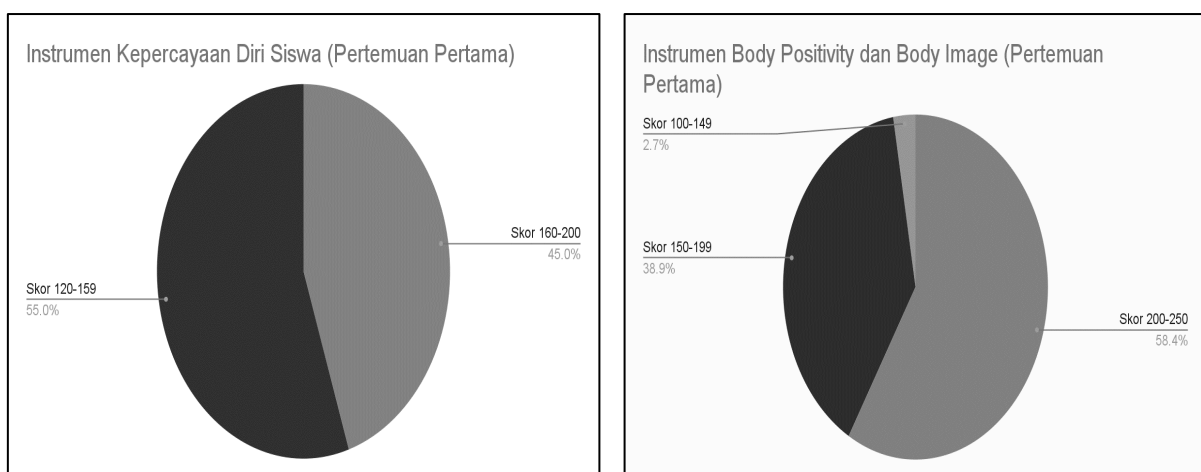 Instrumen Kepercayaan Diri Siswa (Pertemuan Pertama)
Skor 160-200
45.0%
Skor 120-159
55.0%
Instrumen Body Positivity dan Body Image (Pertemuan
Pertama)
Skor 100-149
2.7%
Skor 150-199
38.9%
Skor 200-250
58.4%